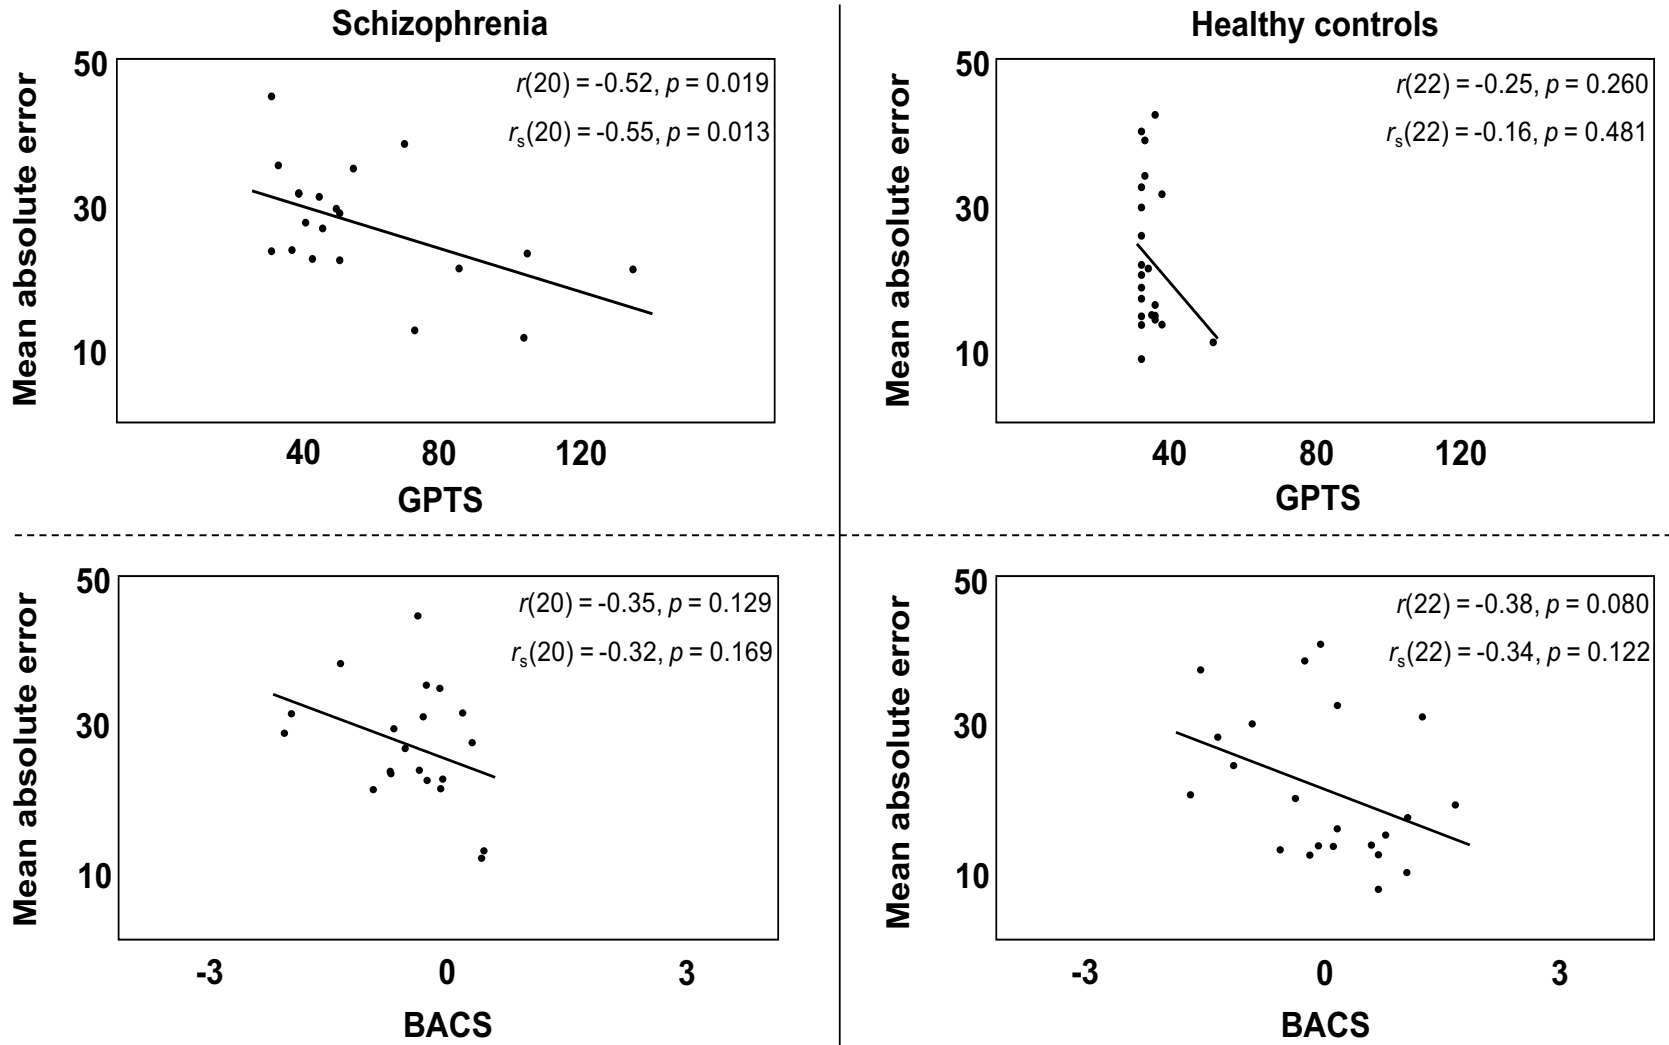 Schizophrenia
Mean absolute error
50
30
10
r(20) = -0.52, p = 0.019
rs(20) = -0.55, p = 0.013
40 80 120
GPTS
Healthy controls
Mean absolute error
50
30
10
r(22) = -0.25, p = 0.260
rs(22) = -0.16, p = 0.481
40 80 120
GPTS
Mean absolute error
50
30
10
r(20) = -0.35, p = 0.129
rs(20) = -0.32, p = 0.169
-3 0 3
BACS
Mean absolute error
50
30
10
r(22) = -0.38, p = 0.080
rs(22) = -0.34, p = 0.122
-3 0 3
BACS